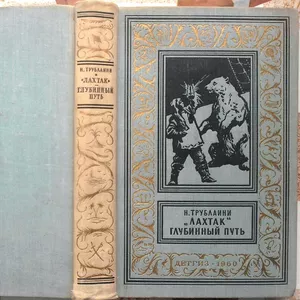 Н. ТРУБЛАИНИ
„ЛАХТАК“
ГЛУБИННЫЙ
ПУТЬ
Н. ТРУБЛАИНИ
„ЛАХТАК“
ГЛУБИННЫЙ ПУТЬ
ДЕТГИЗ-1960